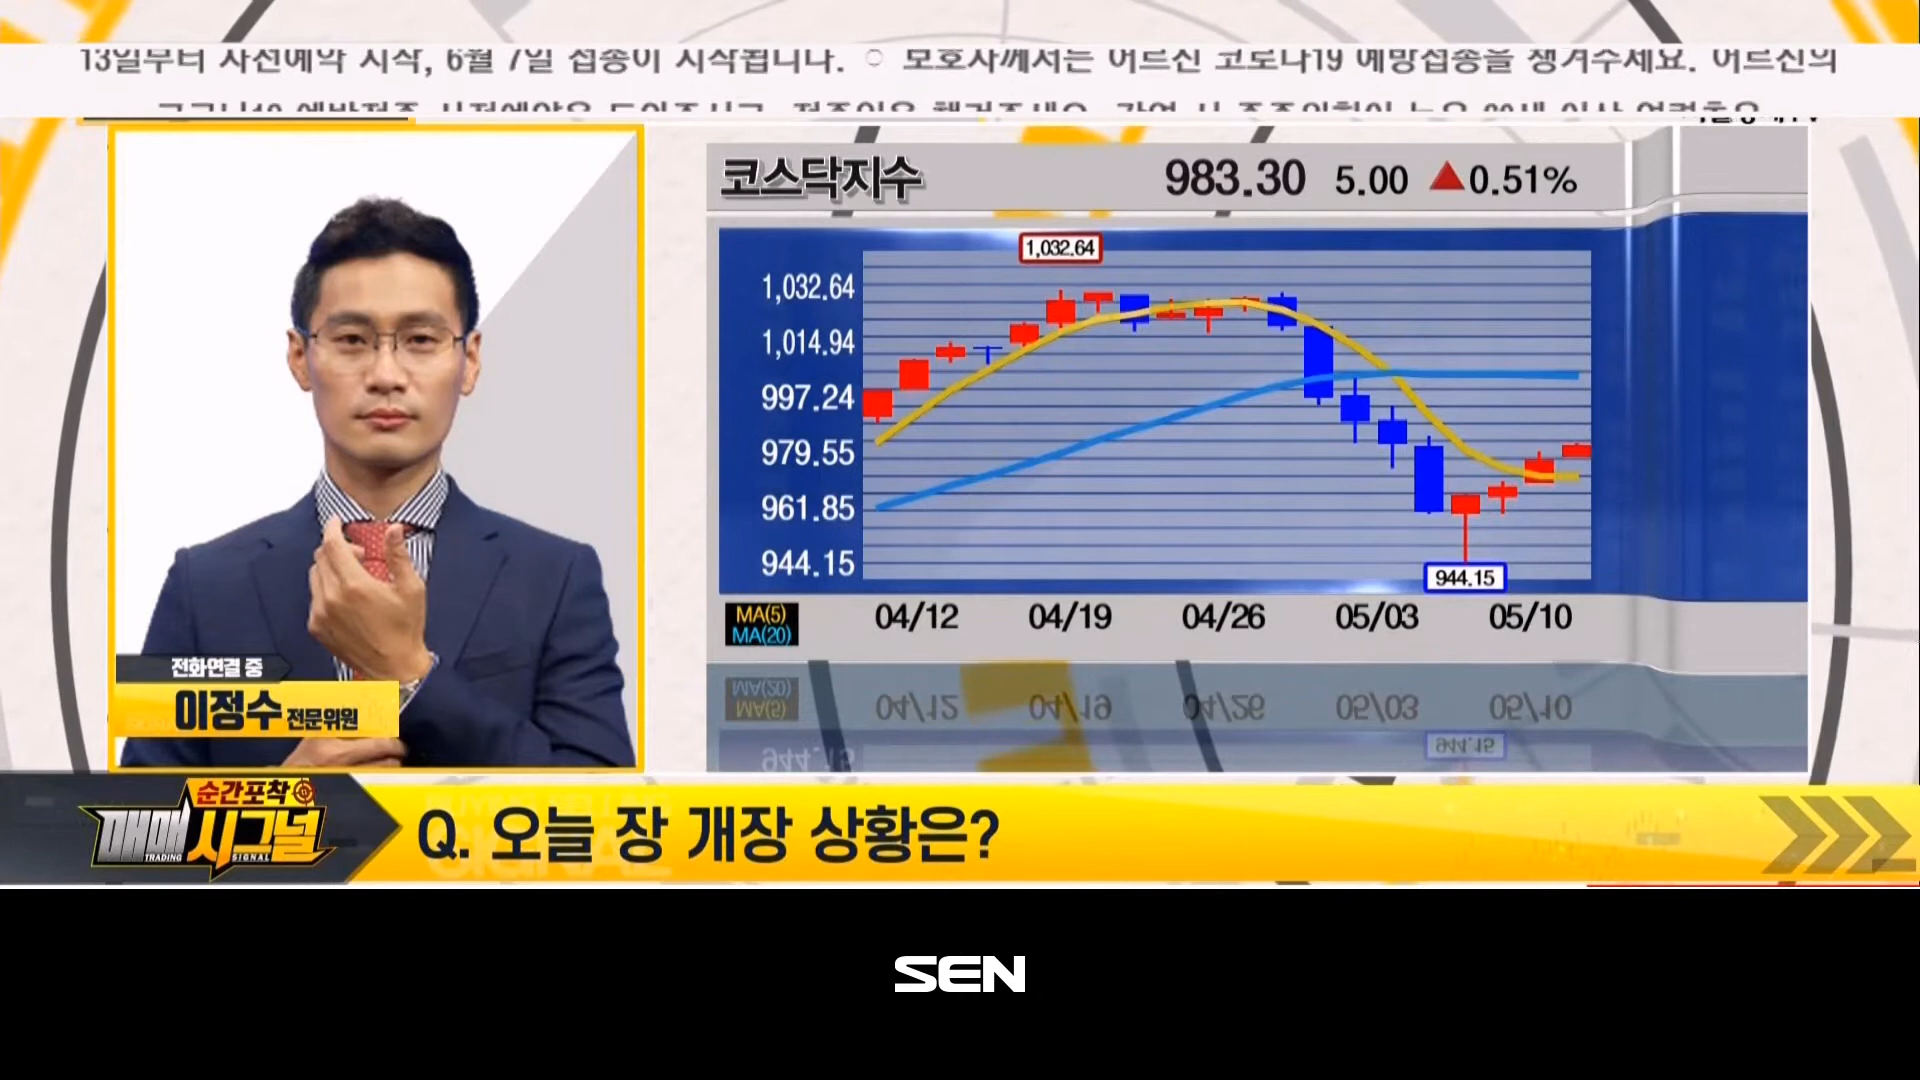 13일부터 사전예약 시작, 6월 7일 접종이 시작됩니다. ○ 보호자께서는 어르신 코로나19 예방접종을 챙겨주세요. 어르신의
코스닥지수 983.30 5.00 ▲0.51%
1,032.64
1,032.64
1,014.94
997.24
979.55
961.85
944.15
944.15
MA(5)
MA(20)
04/12 04/19 04/26 05/03 05/10
전화연결 중
이정수 전문위원
순간포착
매매시그널
TRADING SIGNAL
Q. 오늘 장 개장 상황은?
SEN